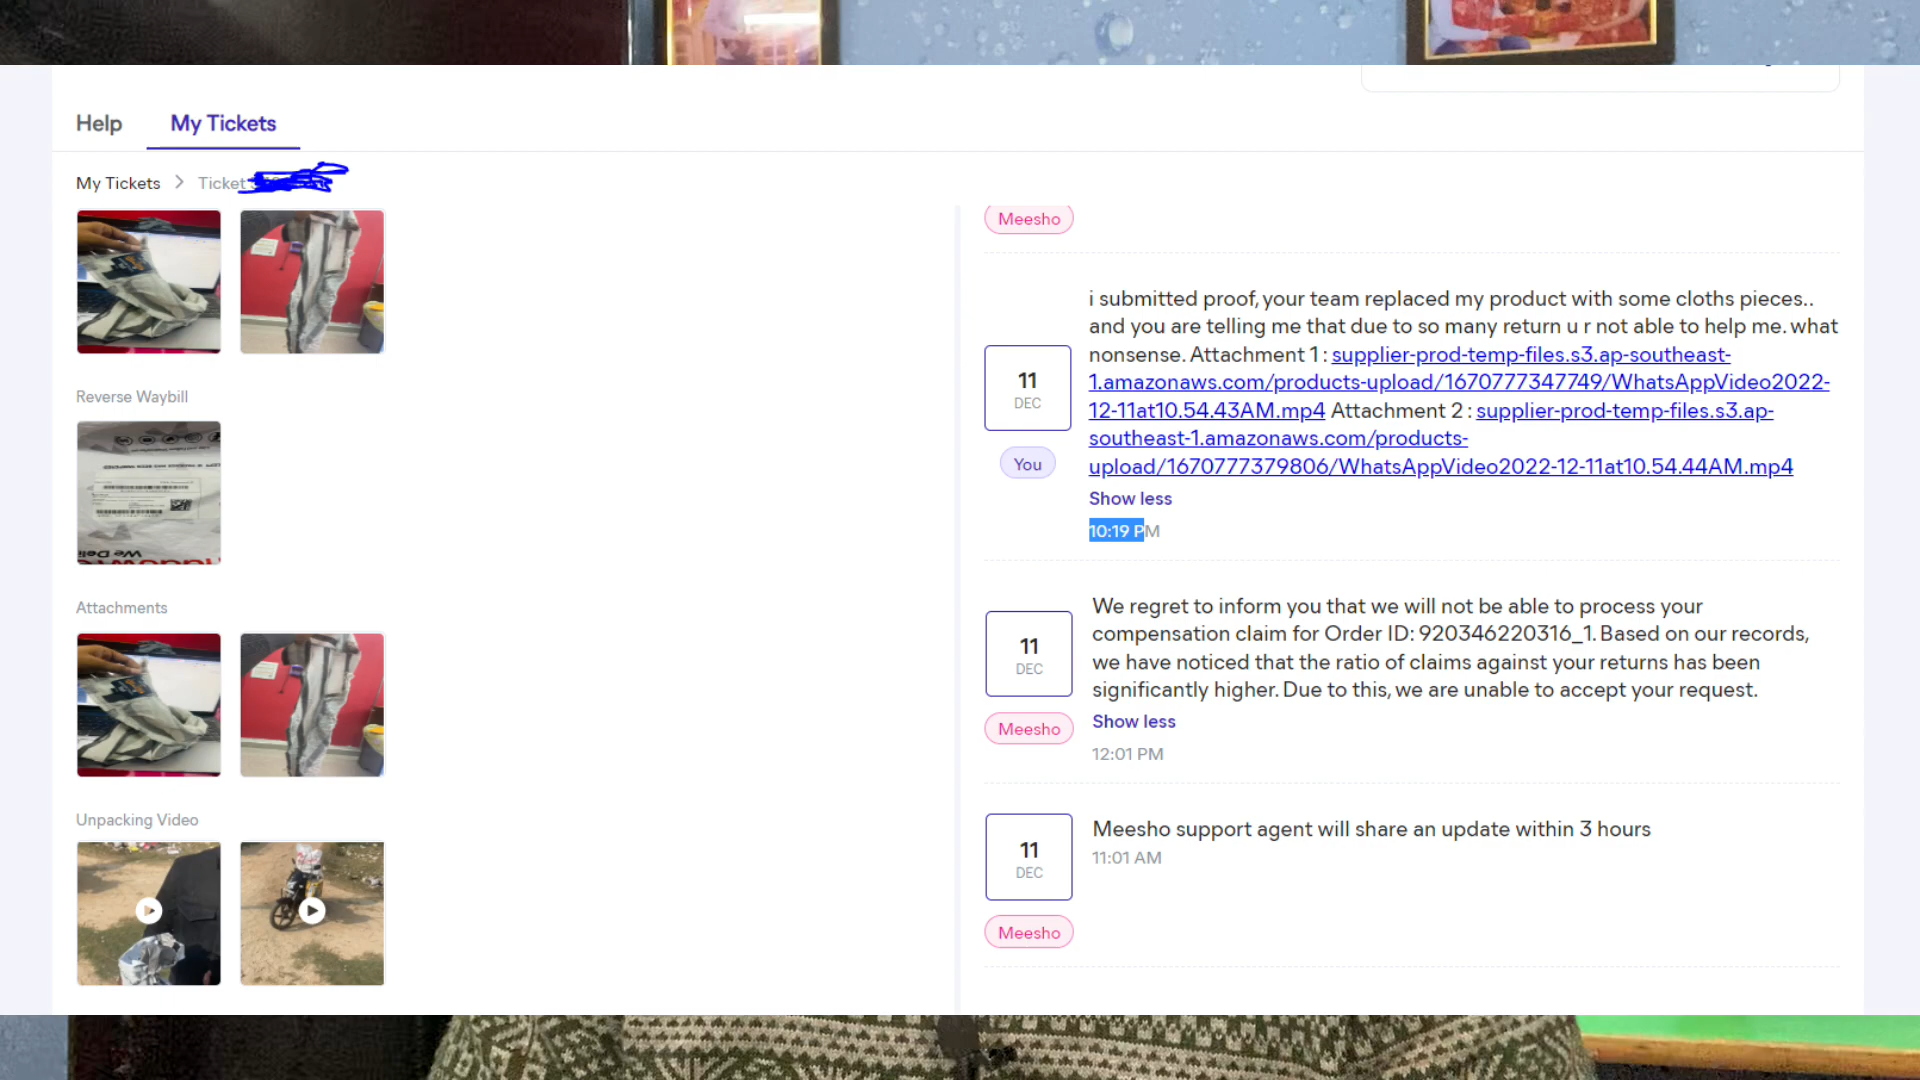 Help
My Tickets
My Tickets > Ticket
Reverse Waybill
Attachments
Unpacking Video
Meesho
i submitted proof, your team replaced my product with some cloths pieces..
and you are telling me that due to so many return u r not able to help me. what
nonsense. Attachment 1 : supplier-prod-temp-files.s3.ap-southeast-
1.amazonaws.com/products-upload/1670777347749/WhatsAppVideo2022-
12-11at10.54.43AM.mp4 Attachment 2 : supplier-prod-temp-files.s3.ap-
southeast-1.amazonaws.com/products-
upload/1670777379806/WhatsAppVideo2022-12-11at10.54.44AM.mp4
11
DEC
You
Show less
10:19 PM
We regret to inform you that we will not be able to process your
compensation claim for Order ID: 920346220316_1. Based on our records,
we have noticed that the ratio of claims against your returns has been
significantly higher. Due to this, we are unable to accept your request.
11
DEC
Meesho
Show less
12:01 PM
Meesho support agent will share an update within 3 hours
11:01 AM
11
DEC
Meesho